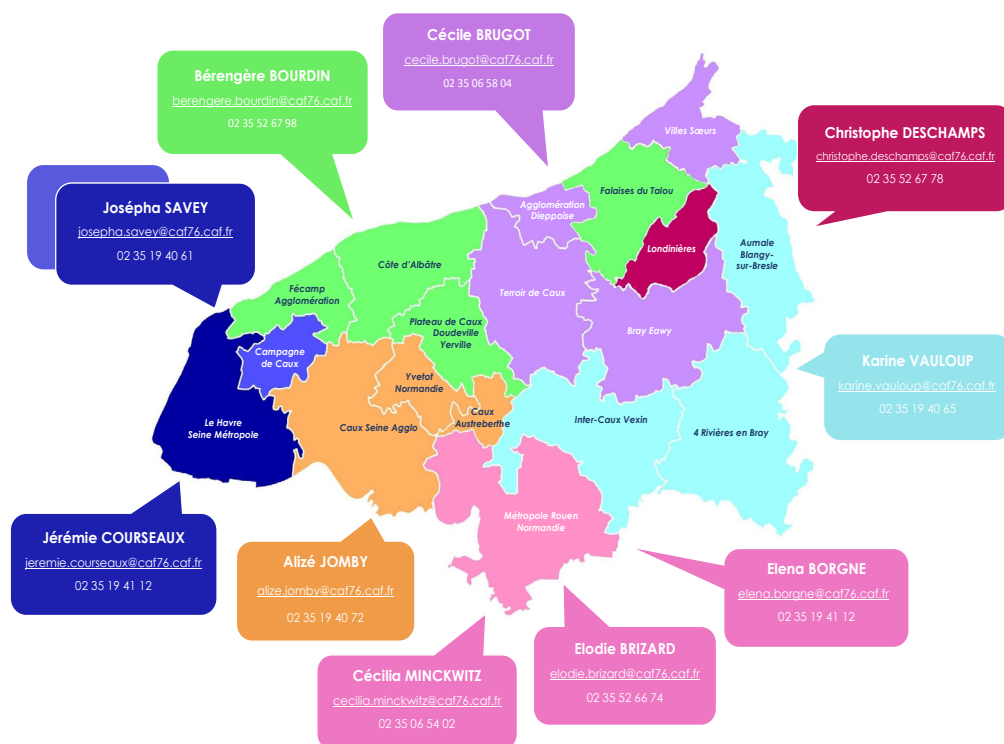 Cécile BRUGOT
cecile.brugot@caf76.caf.fr
02 35 06 58 04
Bérengère BOURDIN
berengere.bourdin@caf76.caf.fr
02 35 52 67 98
Christophe DESCHAMPS
christophe.deschamps@caf76.caf.fr
02 35 52 67 78
Josépha SAVEY
josepha.savey@caf76.caf.fr
02 35 19 40 61
Villes Sœurs
Falaises du Talou
Agglomération
Dieppoise
Londinières
Aumale
Blangy-
sur-Bresle
Côte d'Albâtre
Fécamp
Agglomération
Terroir de Caux
Plateau de Caux
Doudeville
Yerville
Bray Eawy
Campagne
de Caux
Yvetot
Normandie
Caux
Austreberthe
Le Havre
Seine Métropole
Caux Seine Agglo
Inter-Caux Vexin
4 Rivières en Bray
Métropole Rouen
Normandie
Karine VAULOUP
karine.vauloup@caf76.caf.fr
02 35 19 40 65
Jérémie COURSEAUX
jeremie.courseaux@caf76.caf.fr
02 35 19 41 12
Alizé JOMBY
alize.jomby@caf76.caf.fr
02 35 19 40 72
Elena BORGNE
elena.borgne@caf76.caf.fr
02 35 19 41 12
Elodie BRIZARD
elodie.brizard@caf76.caf.fr
02 35 52 66 74
Cécilia MINCKWITZ
cecilia.minckwitz@caf76.caf.fr
02 35 06 54 02